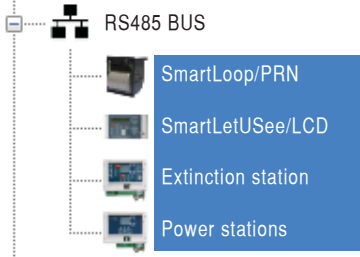 RS485 BUS
SmartLoop/PRN
SmartLetUSee/LCD
Extinction station
Power stations